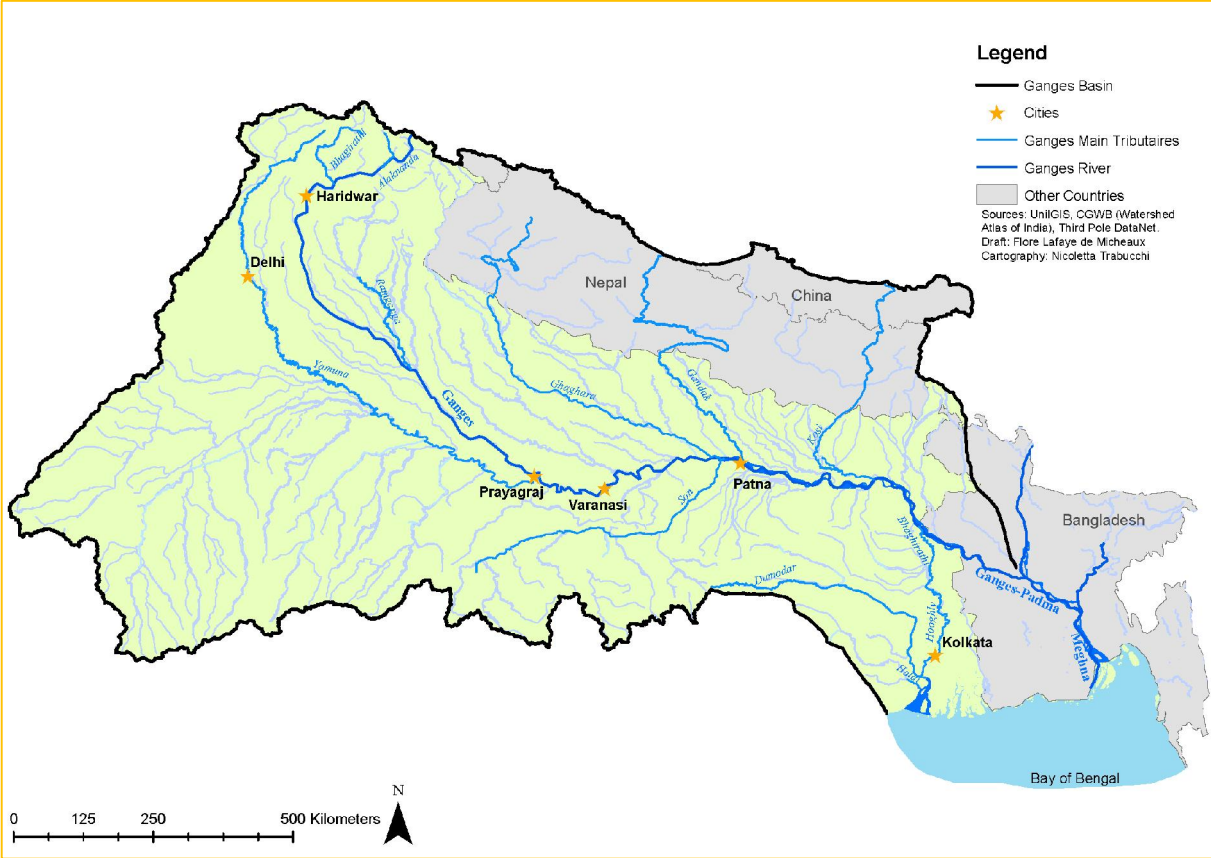 Legend
Ganges Basin
Cities
Ganges Main Tributaires
Ganges River
Other Countries
Sources: UnilGIS, CGWB (Watershed
Atlas of India), Third Pole DataNet.
Draft: Flore Lafaye de Micheaux
Cartography: Nicoletta Trabucchi
Bhagirathi
Alaknanda
Haridwar
Delhi
Ramganga
Nepal
China
Yamuna
Ganges
Ghaghara
Gandak
Kosi
Prayagraj
Varanasi
Patna
Son
Bangladesh
Bhaghirathi
Ganges-Padma
Damodar
Hooghly
Kolkata
Meghna
Bay of Bengal
N
0 125 250 500 Kilometers